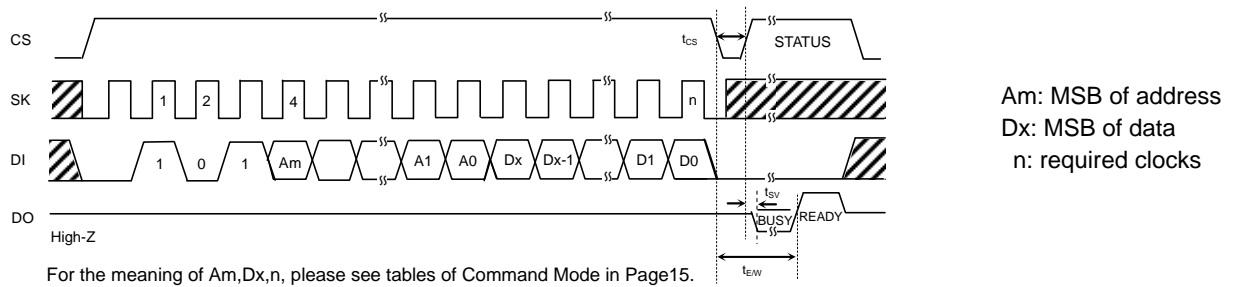 CS
tCS
STATUS
SK
1
2
4
n
DI
1
0
1
Am
A1
A0
Dx
Dx-1
D1
D0
tSV
DO
BUSY
READY
High-Z
tE/W
For the meaning of Am,Dx,n, please see tables of Command Mode in Page15.
Am: MSB of address
Dx: MSB of data
n: required clocks